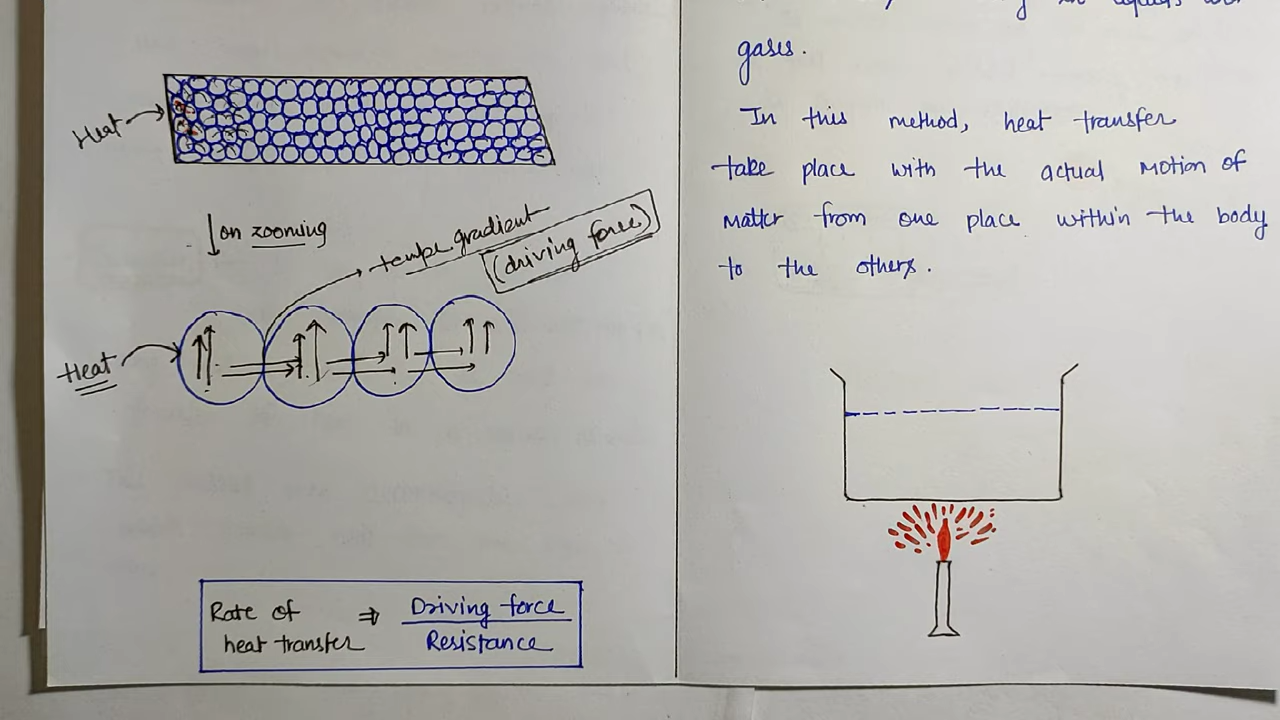 Heat
on zooming
tempe gradient
(driving force)
Heat
Rate of
heat transfer ⇒ Driving force
Resistance
gases.
In this method, heat transfer
take place with the actual motion of
matter from one place within the body
to the others.